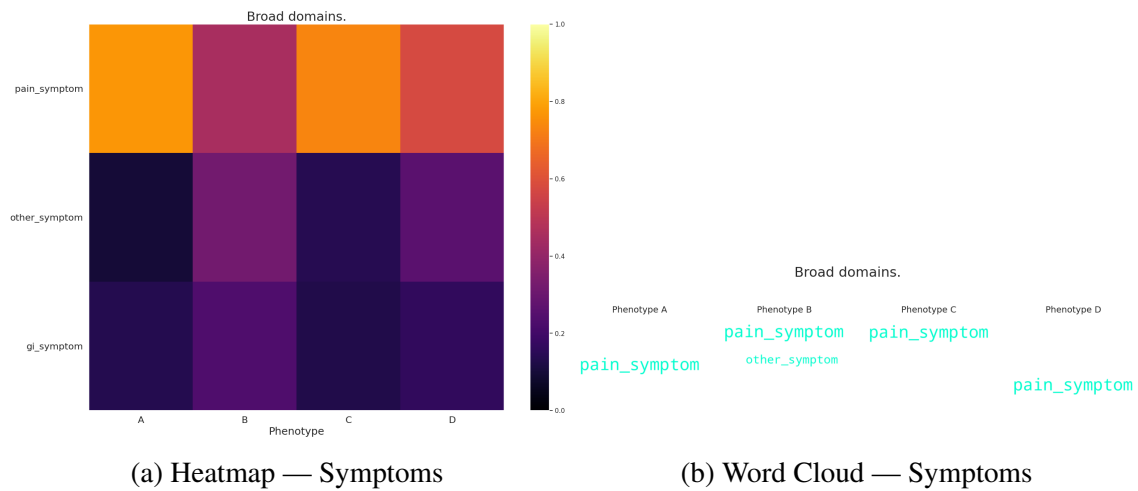 Broad domains.
pain_symptom
other_symptom
gi_symptom
A B C D
Phenotype
1.0
0.8
0.6
0.4
0.2
0.0
(a) Heatmap — Symptoms
Broad domains.
Phenotype A Phenotype B Phenotype C Phenotype D
pain_symptom pain_symptom
other_symptom
pain_symptom
pain_symptom
(b) Word Cloud — Symptoms